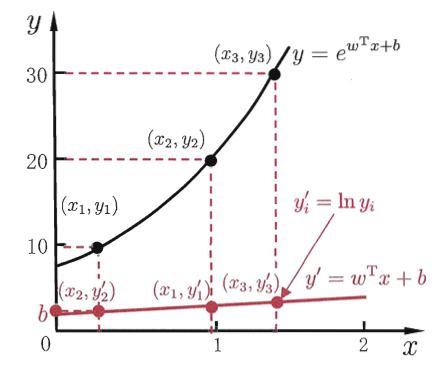 y
(x₃, y₃)
y = e^{wᵀx+b}
30
(x₂, y₂)
20
(x₁, y₁)
y′ᵢ = ln yᵢ
10
(x₂, y′₂)
(x₁, y′₁)
(x₃, y′₃)
y′ = wᵀx + b
b
0
1
2
x